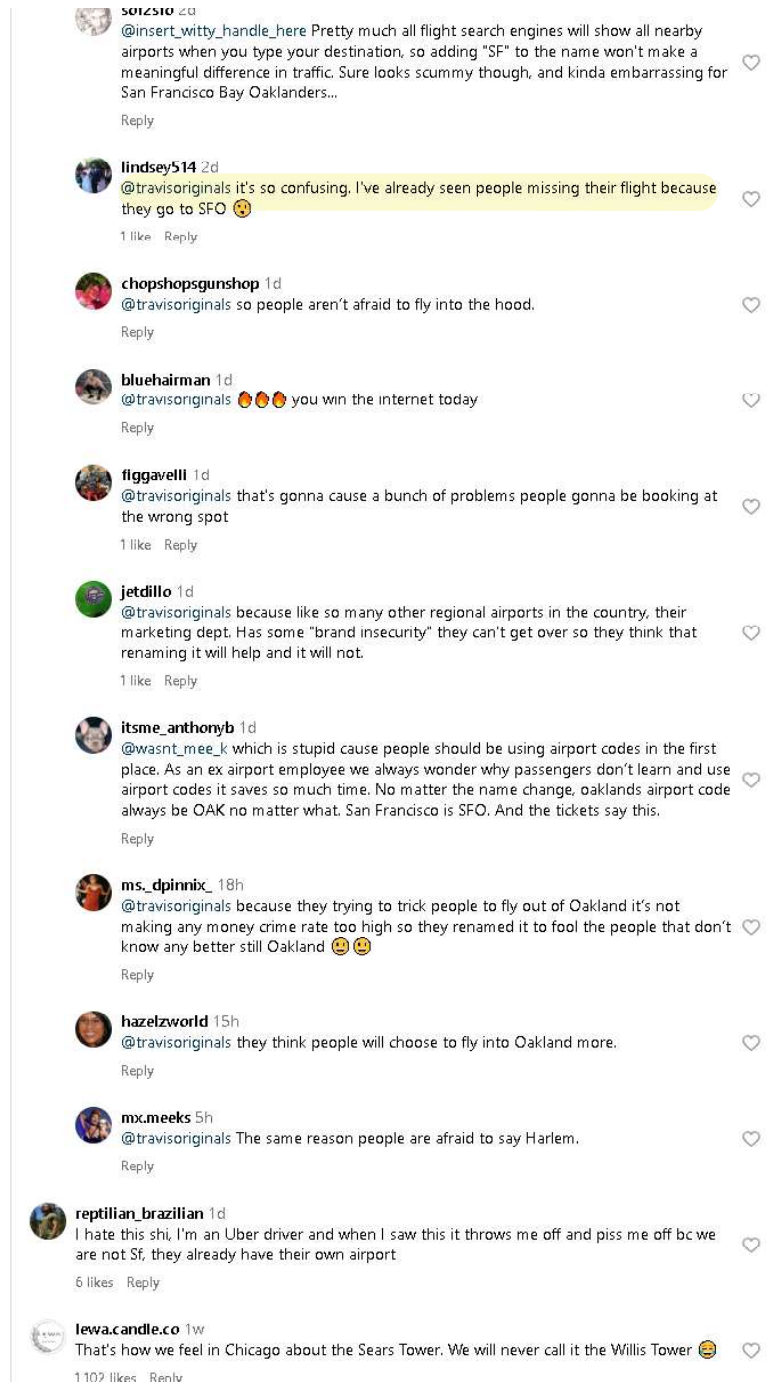 sof2sfo 2d
@insert_witty_handle_here Pretty much all flight search engines will show all nearby
airports when you type your destination, so adding "SF" to the name won't make a
meaningful difference in traffic. Sure looks scummy though, and kinda embarrassing for
San Francisco Bay Oaklanders...
Reply
lindsey514 2d
@travisoriginals it's so confusing. I've already seen people missing their flight because
they go to SFO 😲
1 like Reply
chopshopsgunshop 1d
@travisoriginals so people aren’t afraid to fly into the hood.
Reply
bluehairman 1d
@travisoriginals 🔥🔥🔥 you win the internet today
Reply
figgavelli 1d
@travisoriginals that's gonna cause a bunch of problems people gonna be booking at
the wrong spot
1 like Reply
jetdillo 1d
@travisoriginals because like so many other regional airports in the country, their
marketing dept. Has some "brand insecurity" they can't get over so they think that
renaming it will help and it will not.
1 like Reply
itsme_anthonyb 1d
@wasnt_mee_k which is stupid cause people should be using airport codes in the first
place. As an ex airport employee we always wonder why passengers don’t learn and use
airport codes it saves so much time. No matter the name change, oaklands airport code
always be OAK no matter what. San Francisco is SFO. And the tickets say this.
Reply
ms._dpinnix_ 18h
@travisoriginals because they trying to trick people to fly out of Oakland it’s not
making any money crime rate too high so they renamed it to fool the people that don’t
know any better still Oakland 😐😐
Reply
hazelzworld 15h
@travisoriginals they think people will choose to fly into Oakland more.
Reply
mx.meeks 5h
@travisoriginals The same reason people are afraid to say Harlem.
Reply
reptilian_brazilian 1d
I hate this shi, I'm an Uber driver and when I saw this it throws me off and piss me off bc we
are not Sf, they already have their own airport
6 likes Reply
lewa.candle.co 1w
That's how we feel in Chicago about the Sears Tower. We will never call it the Willis Tower 😂
1102 likes Reply